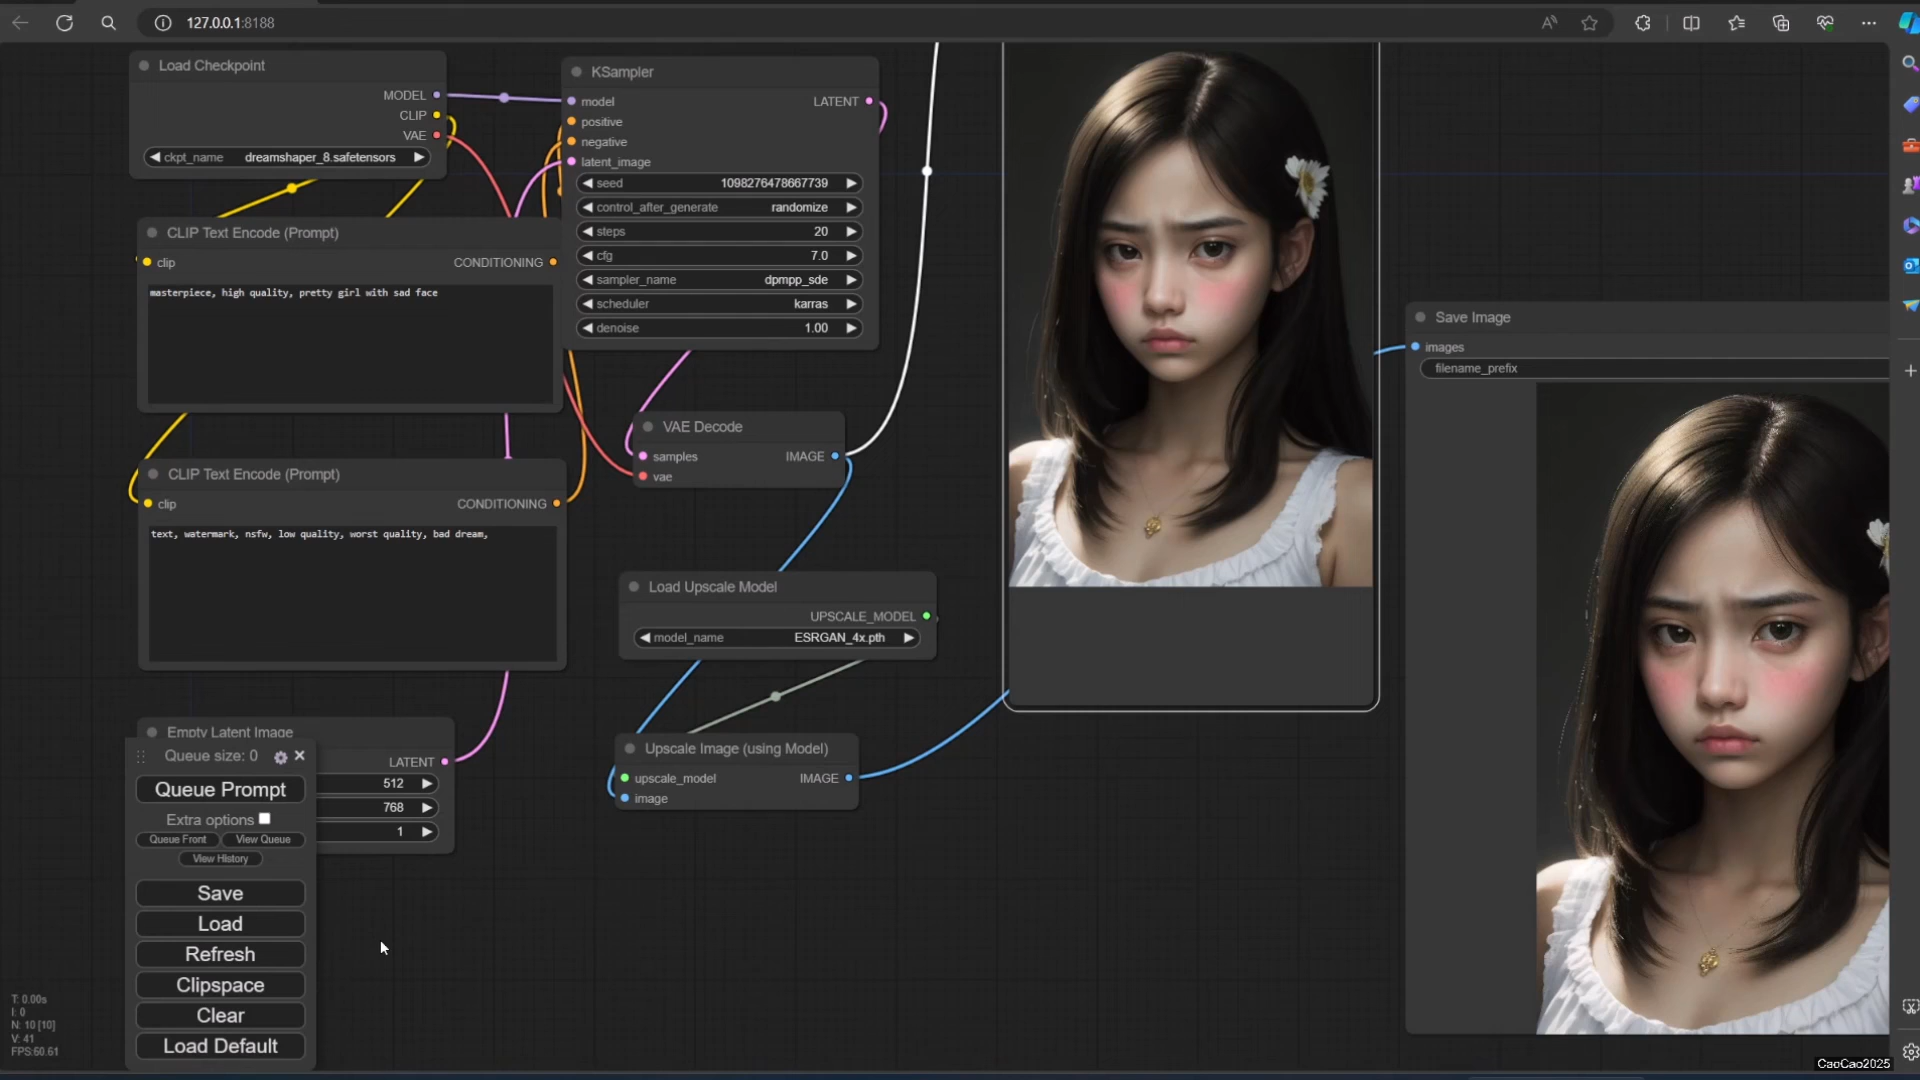 127.0.0.1:8188
Load Checkpoint
MODEL
CLIP
VAE
ckpt_name dreamshaper_8.safetensors
CLIP Text Encode (Prompt)
clip CONDITIONING
masterpiece, high quality, pretty girl with sad face
CLIP Text Encode (Prompt)
clip CONDITIONING
text, watermark, nsfw, low quality, worst quality, bad dream,
Empty Latent Image
LATENT
512
768
1
Queue size: 0
Queue Prompt
Extra options
Queue Front View Queue
View History
Save
Load
Refresh
Clipspace
Clear
Load Default
T: 0.00s
I: 0
N: 10 [10]
V: 41
FPS:60.61
KSampler
model LATENT
positive
negative
latent_image
seed 1098276478667739
control_after_generate randomize
steps 20
cfg 7.0
sampler_name dpmpp_sde
scheduler karras
denoise 1.00
VAE Decode
samples IMAGE
vae
Load Upscale Model
UPSCALE_MODEL
model_name ESRGAN_4x.pth
Upscale Image (using Model)
upscale_model IMAGE
image
Save Image
images
filename_prefix
CaoCao2025